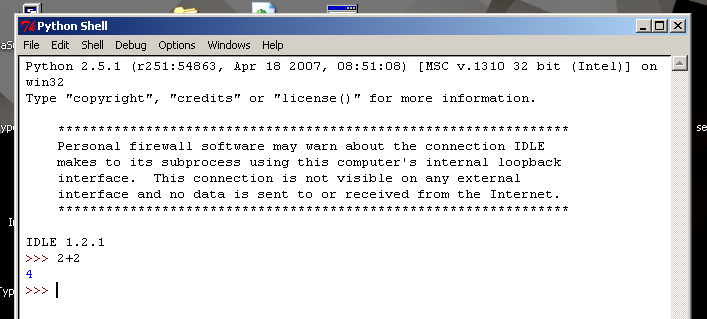 Python Shell
File Edit Shell Debug Options Windows Help
Python 2.5.1 (r251:54863, Apr 18 2007, 08:51:08) [MSC v.1310 32 bit (Intel)] on
win32
Type "copyright", "credits" or "license()" for more information.
****************************************************************
Personal firewall software may warn about the connection IDLE
makes to its subprocess using this computer's internal loopback
interface.  This connection is not visible on any external
interface and no data is sent to or received from the Internet.
****************************************************************
IDLE 1.2.1
>>> 2+2
4
>>>